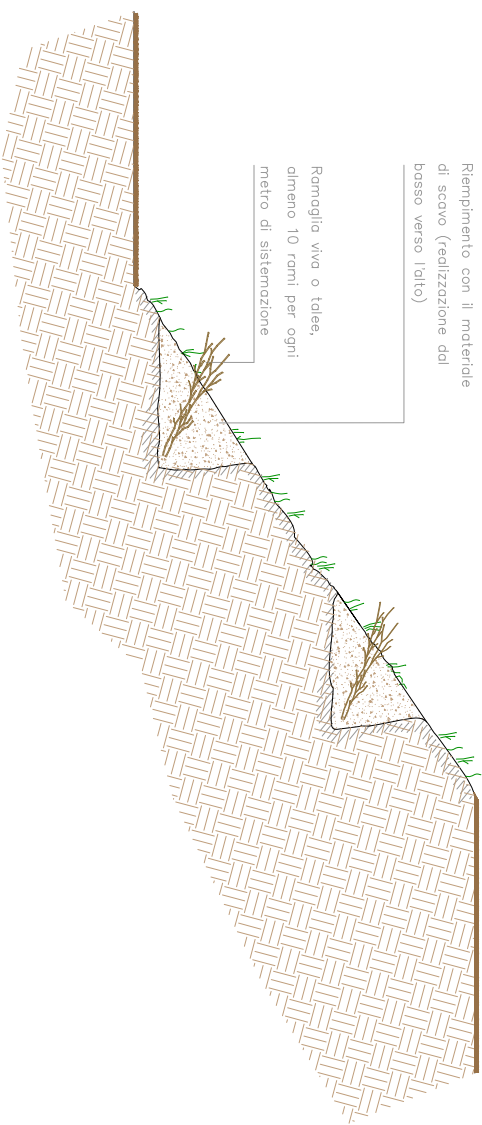 Riempimento con il materiale
di scavo (realizzazione dal
basso verso l'alto)
Ramaglia viva o talee,
almeno 10 rami per ogni
metro di sistemazione